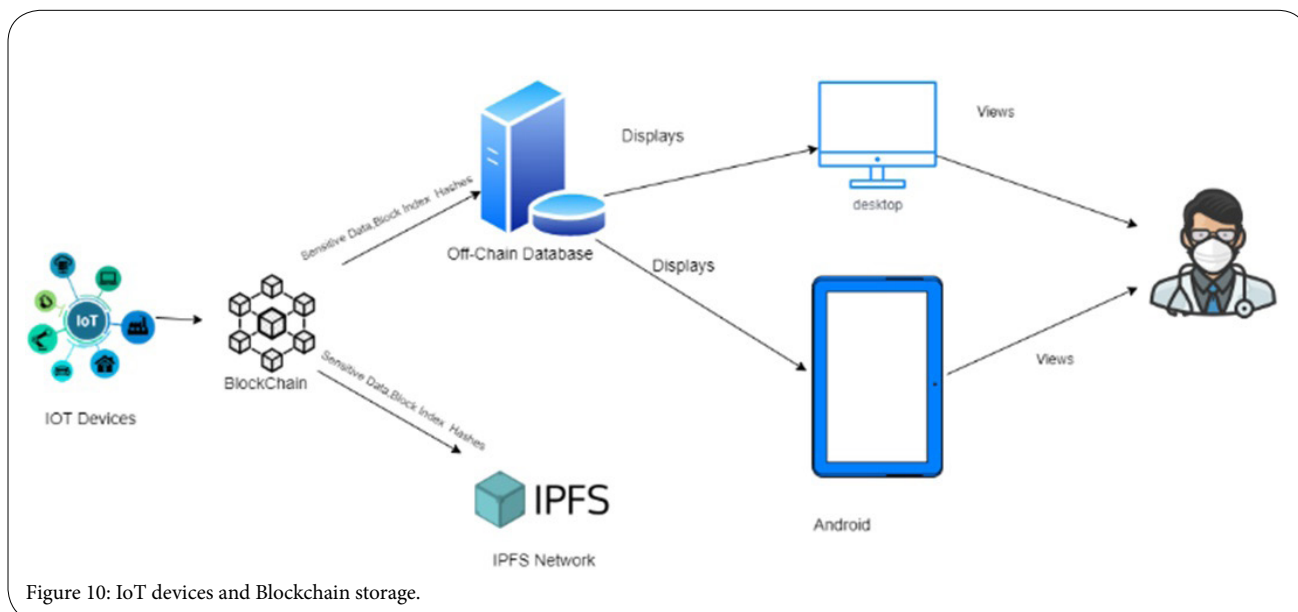 Displays
Views
desktop
Sensitive Data,Block Index Hashes
Off-Chain Database
Displays
IoT
BlockChain
IOT Devices
Sensitive Data,Block Index Hashes
Views
IPFS
IPFS Network
Android
Figure 10: IoT devices and Blockchain storage.